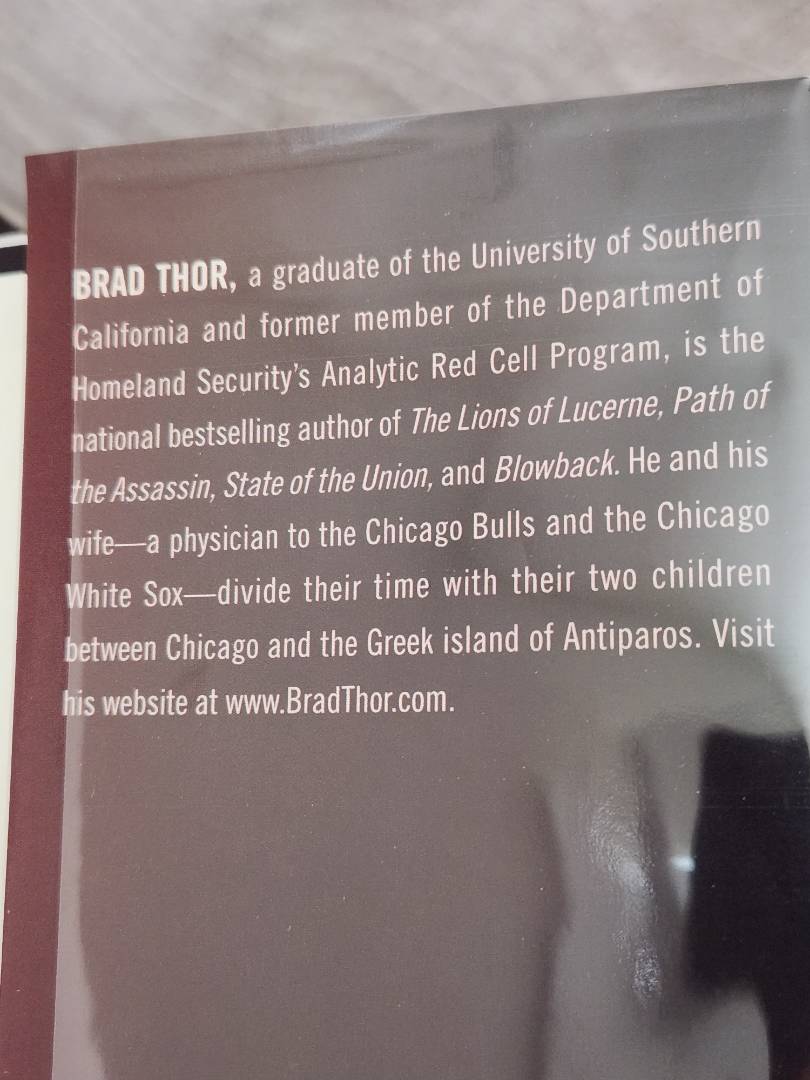 BRAD THOR, a graduate of the University of Southern
California and former member of the Department of
Homeland Security's Analytic Red Cell Program, is the
national bestselling author of The Lions of Lucerne, Path of
the Assassin, State of the Union, and Blowback. He and his
wife—a physician to the Chicago Bulls and the Chicago
White Sox—divide their time with their two children
between Chicago and the Greek island of Antiparos. Visit
his website at www.BradThor.com.